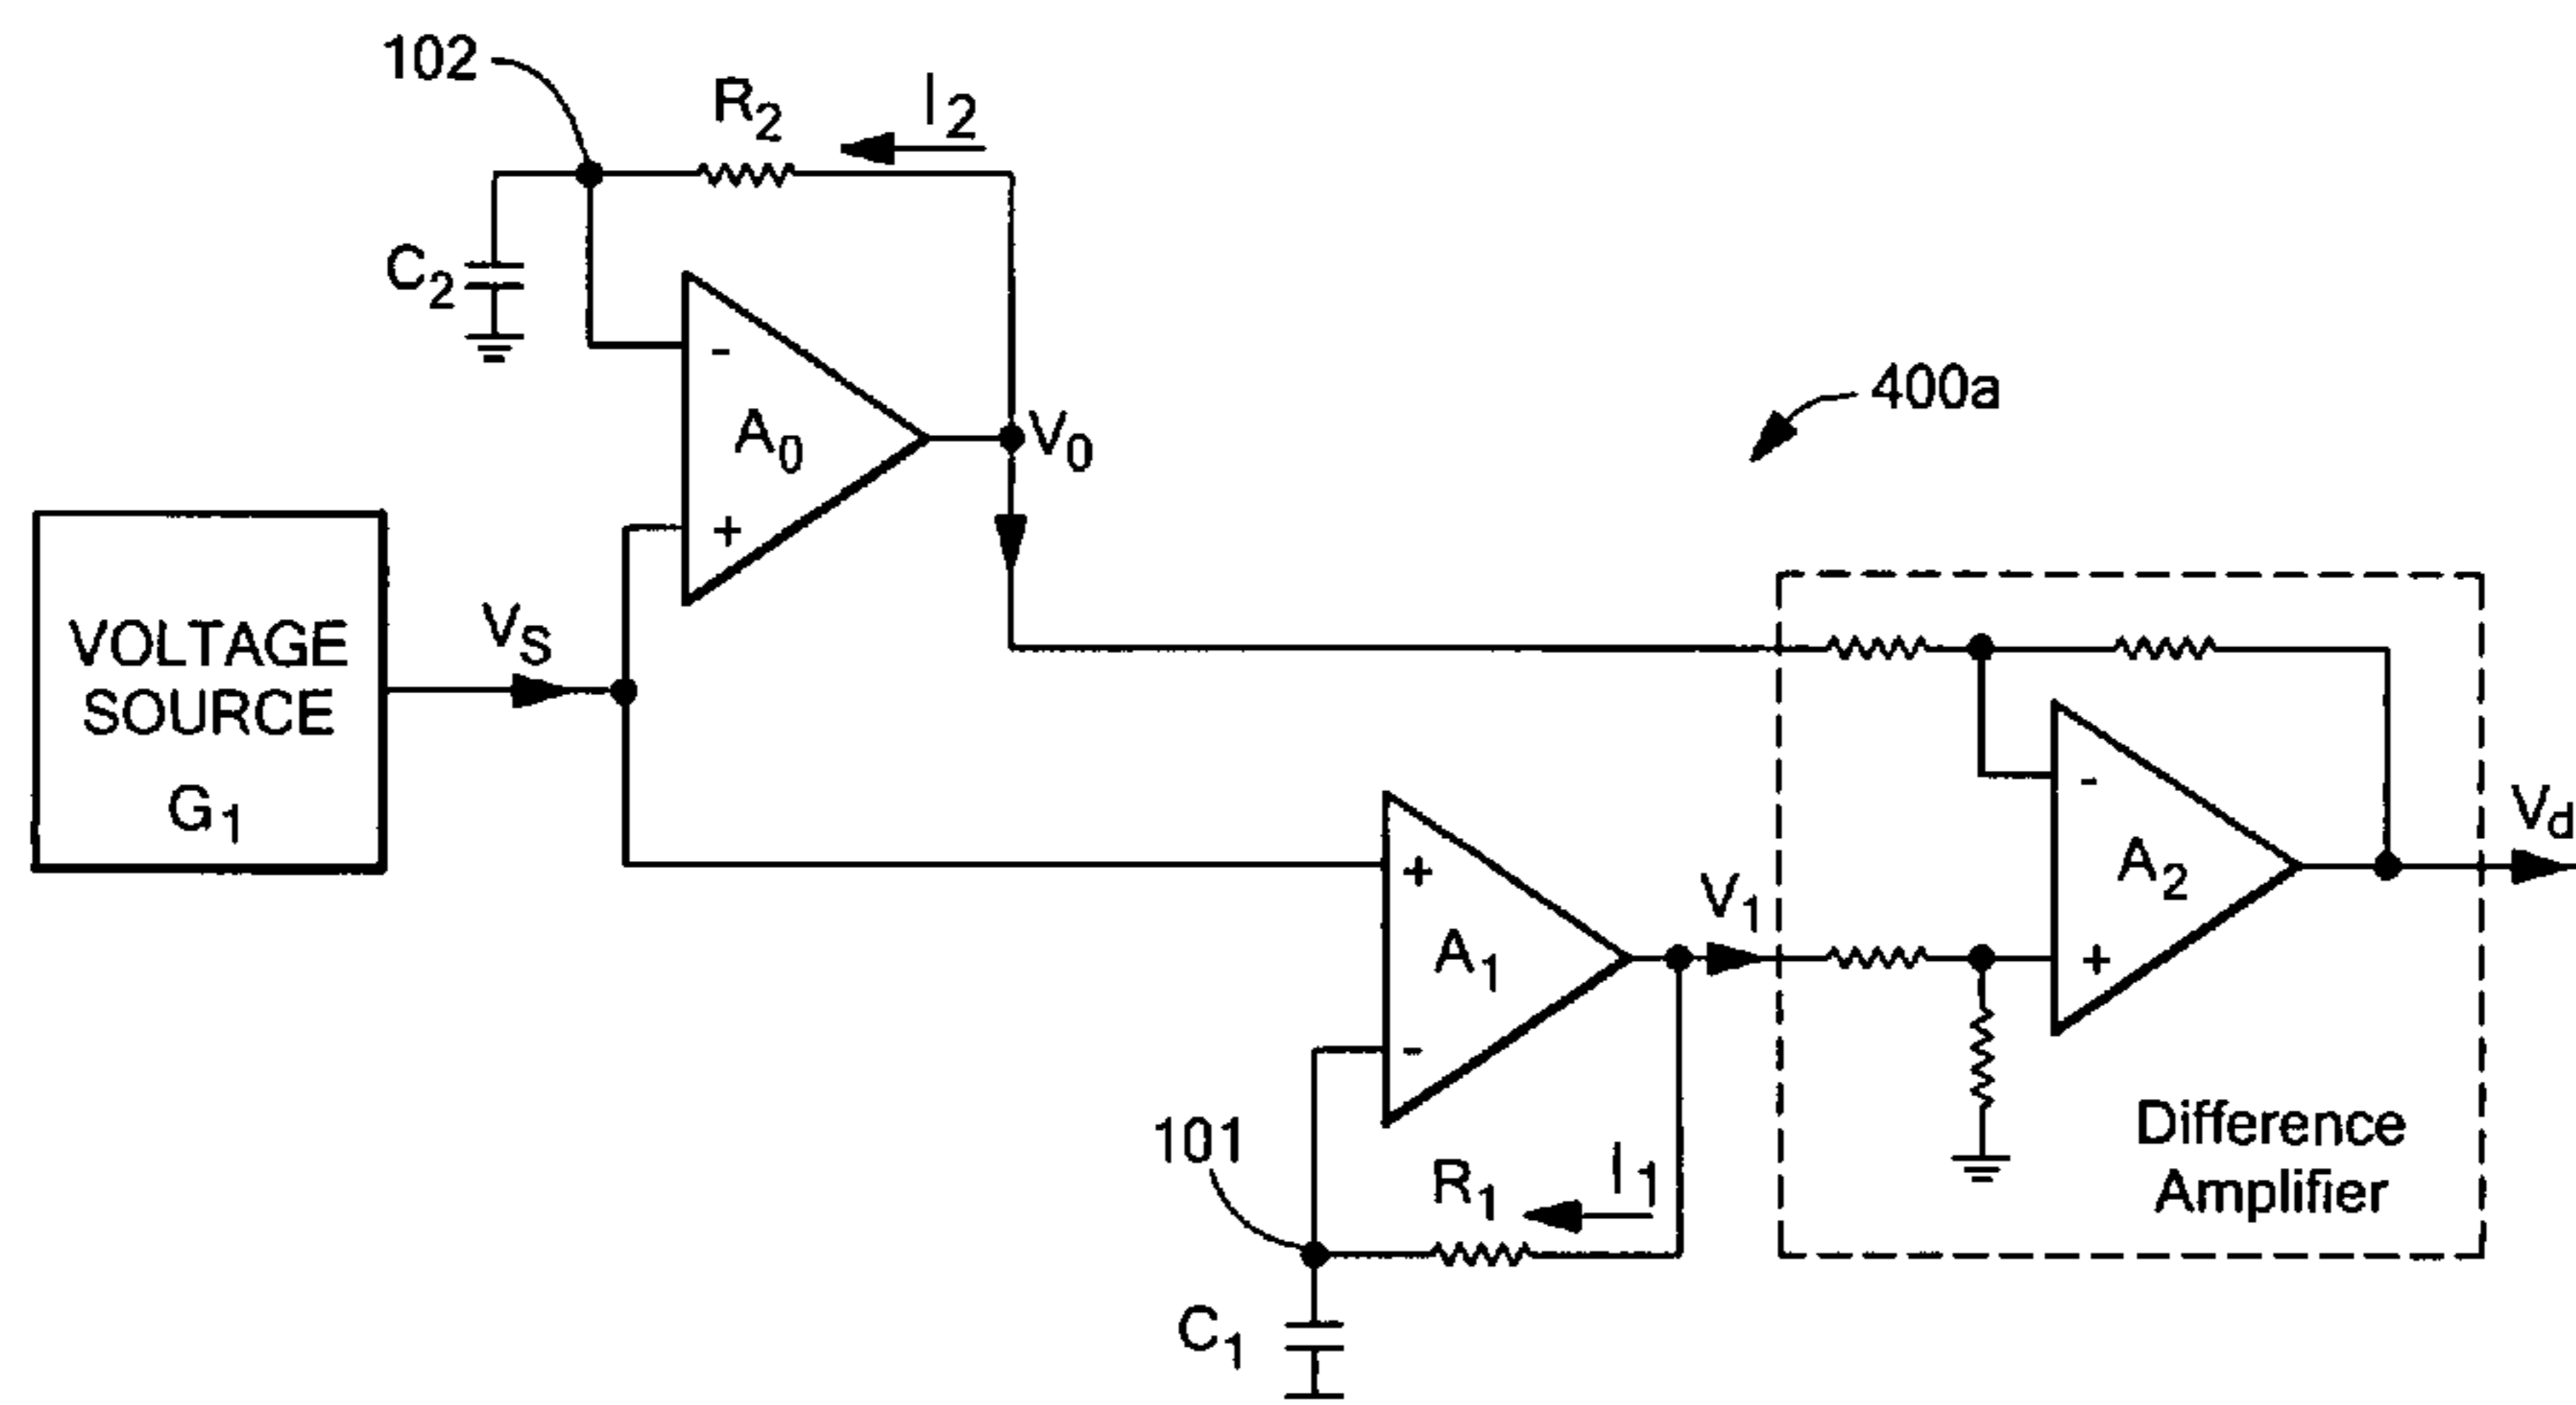 102
R2
I2
C2
-
A0
V0
+
400a
VOLTAGE
SOURCE
G1
VS
-
A2
+
Vd
+
A1
-
V1
101
R1
I1
C1
Difference
Amplifier